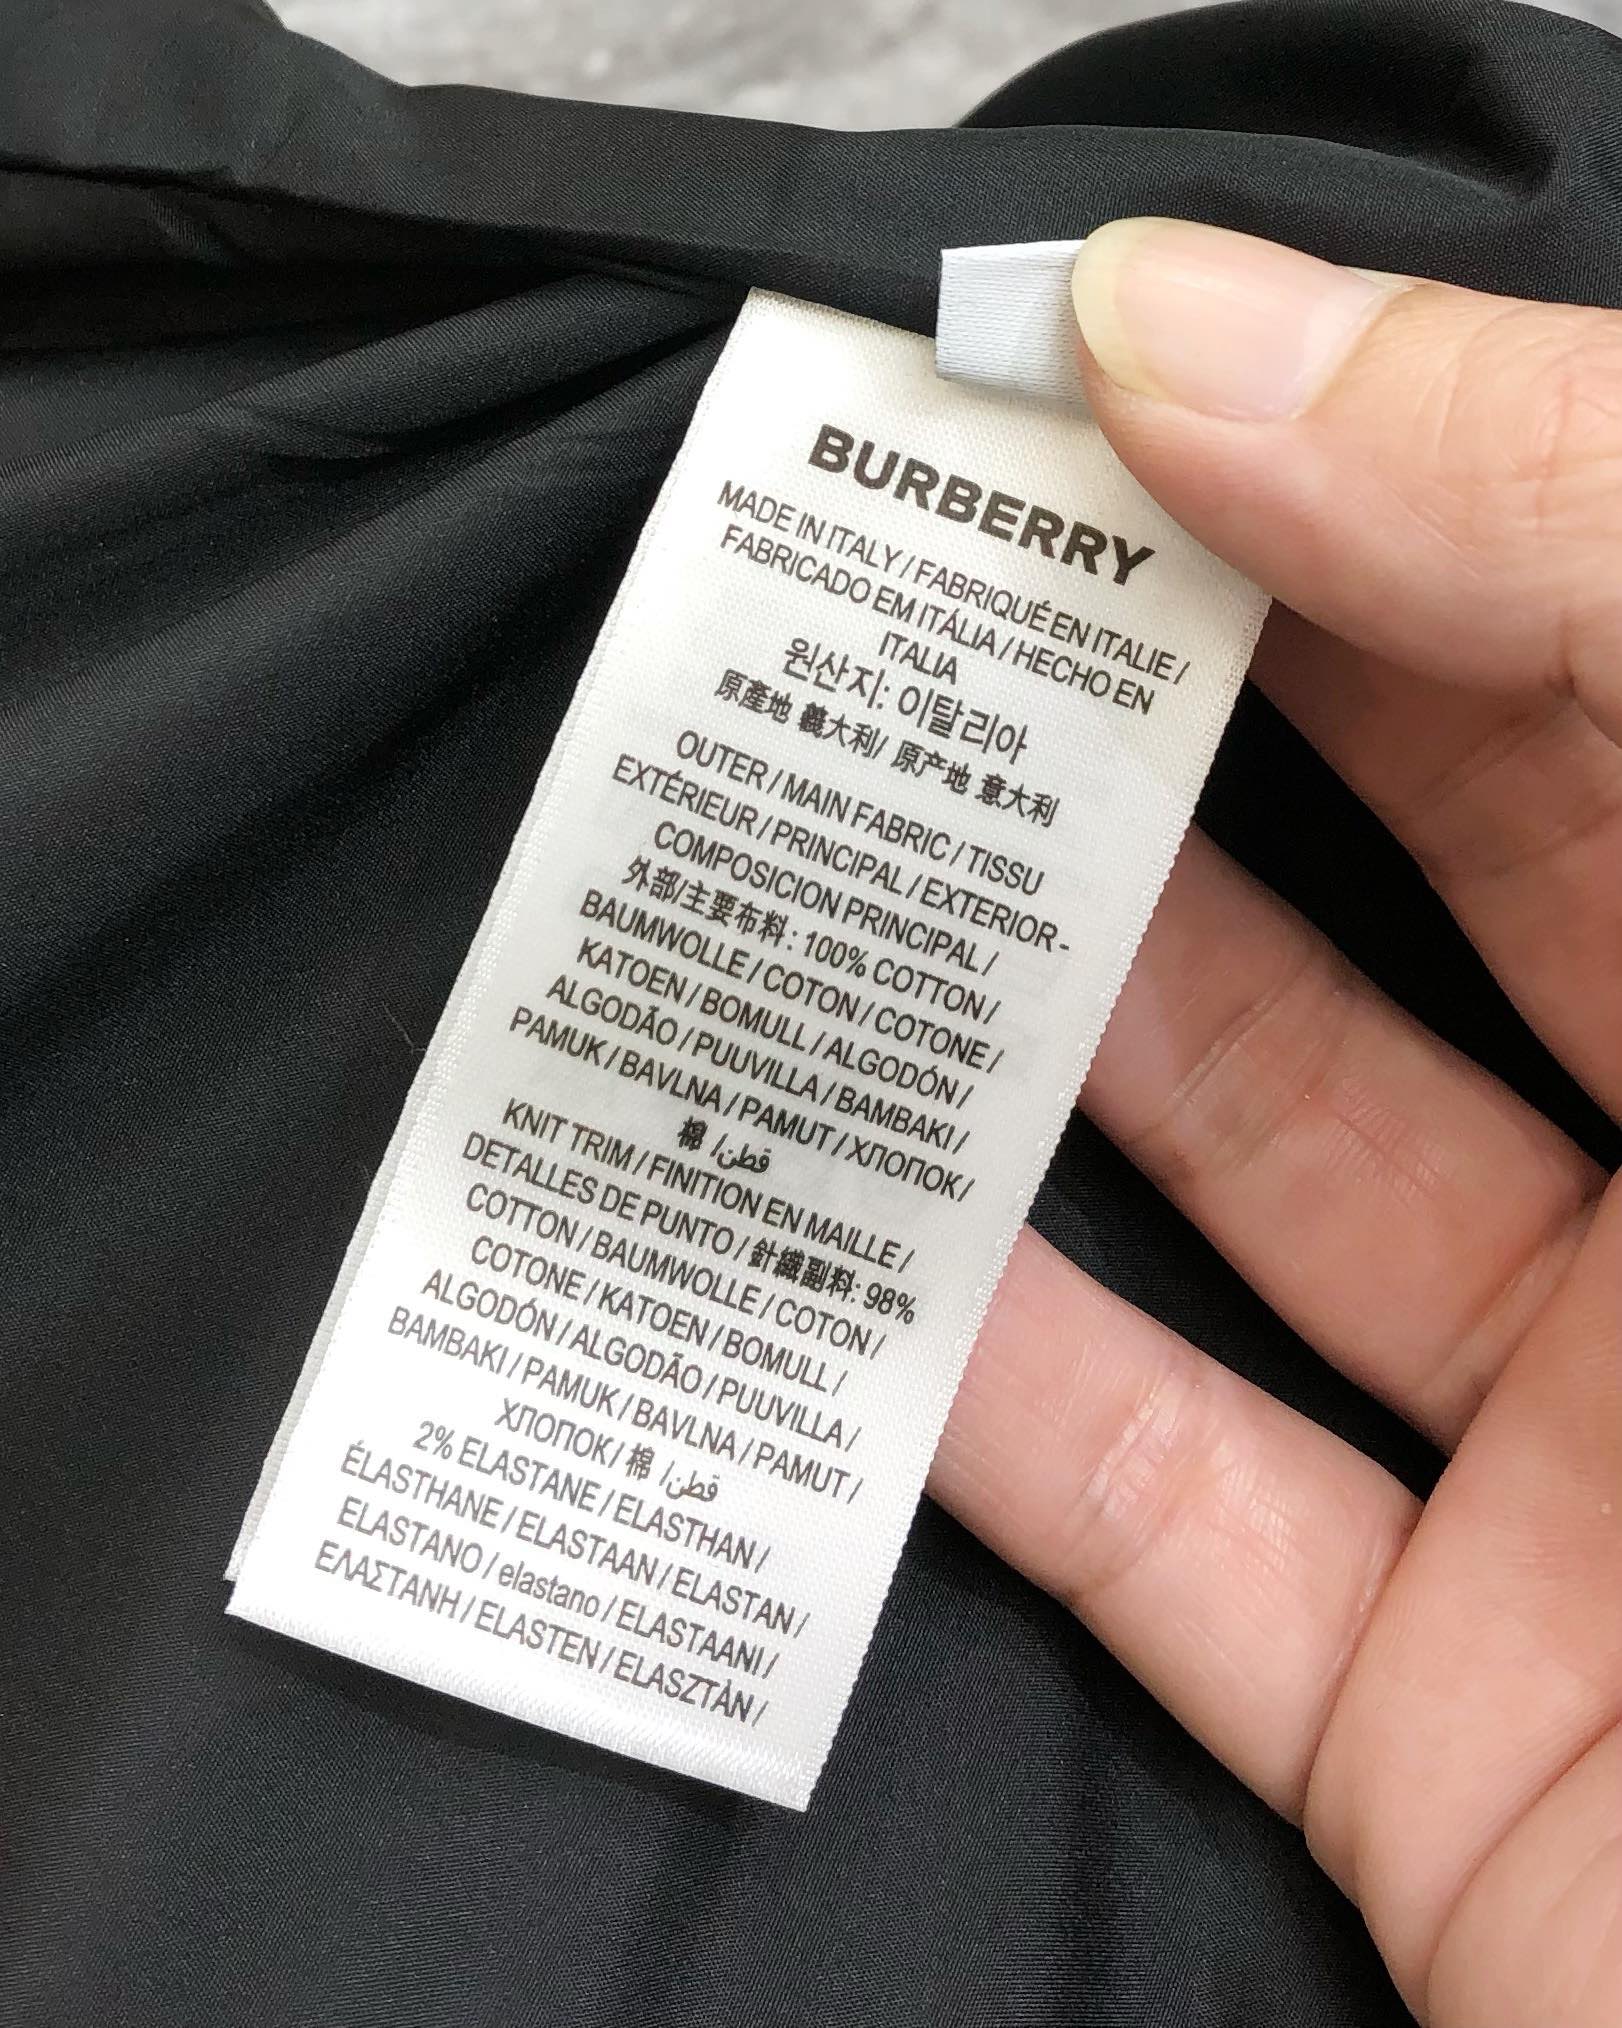 BURBERRY
MADE IN ITALY / FABRIQUÉ EN ITALIE /
FABRICADO EM ITÁLIA / HECHO EN
ITALIA
원산지: 이탈리아
原產地 義大利/ 原产地 意大利
OUTER / MAIN FABRIC / TISSU
EXTÉRIEUR / PRINCIPAL / EXTERIOR-
COMPOSICION PRINCIPAL /
外部/主要布料: 100% COTTON /
BAUMWOLLE / COTON / COTONE /
KATOEN / BOMULL / ALGODÓN /
ALGODÃO / PUUVILLA / BAMBAKI /
PAMUK / BAVLNA / PAMUT / ХЛОПОК /
棉 /قطن
KNIT TRIM / FINITION EN MAILLE /
DETALLES DE PUNTO / 針織副料: 98%
COTTON / BAUMWOLLE / COTON /
COTONE / KATOEN / BOMULL /
ALGODÓN / ALGODÃO / PUUVILLA /
BAMBAKI / PAMUK / BAVLNA / PAMUT /
ХЛОПОК / 棉 /قطن
2% ELASTANE / ELASTHAN /
ÉLASTHANE / ELASTAAN / ELASTAN /
ELASTANO / elastano / ELASTAANI /
ΕΛΑΣΤΑΝΗ / ELASTEN / ELASZTÀN /